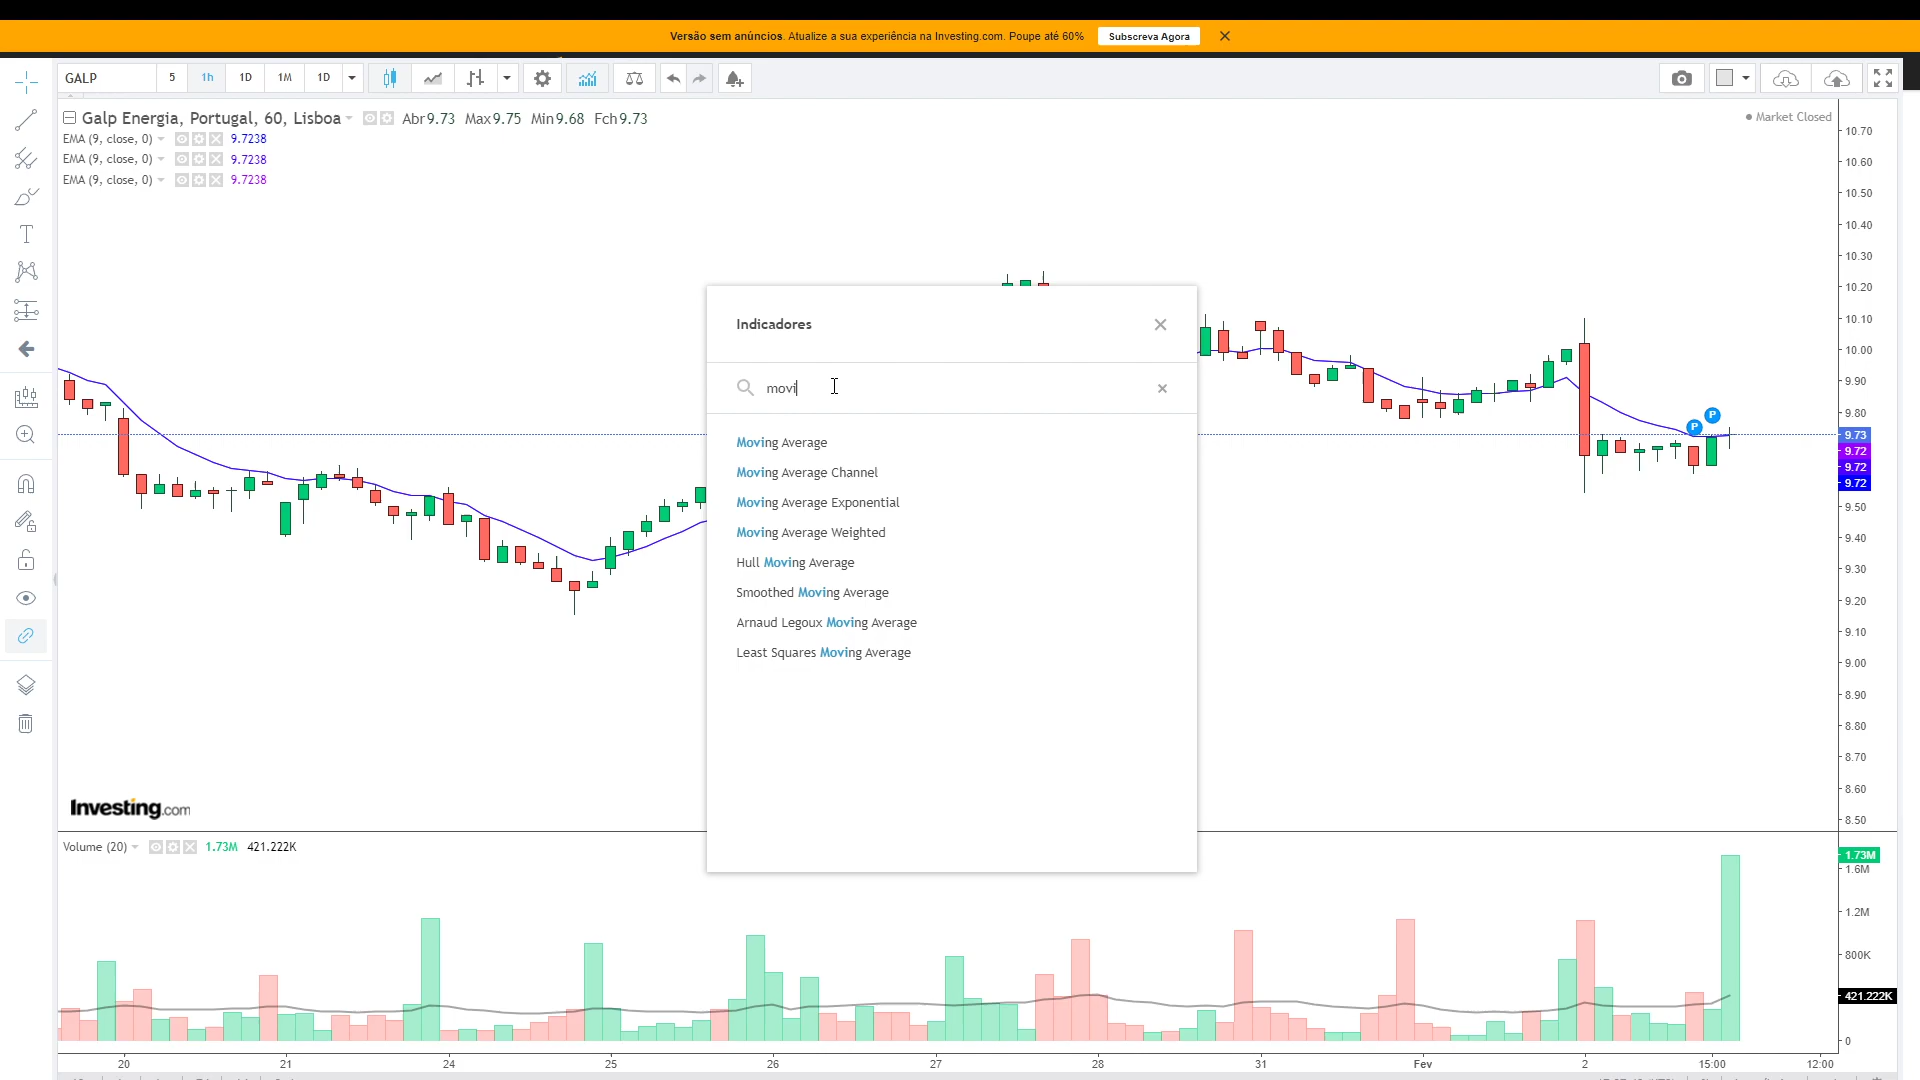 Versão sem anúncios. Atualize a sua experiência na Investing.com. Poupe até 60% Subscreva Agora
GALP 5 1h 1D 1M 1D
Galp Energia, Portugal, 60, Lisboa Abr9.73 Max9.75 Min9.68 Fch9.73
Market Closed
EMA (9, close, 0) 9.7238
EMA (9, close, 0) 9.7238
EMA (9, close, 0) 9.7238
Indicadores
movi
Moving Average
Moving Average Channel
Moving Average Exponential
Moving Average Weighted
Hull Moving Average
Smoothed Moving Average
Arnaud Legoux Moving Average
Least Squares Moving Average
P
P
10.70
10.60
10.50
10.40
10.30
10.20
10.10
10.00
9.90
9.80
9.73
9.72
9.72
9.72
9.50
9.40
9.30
9.20
9.10
9.00
8.90
8.80
8.70
8.60
8.50
Investing.com
Volume (20) 1.73M 421.222K
1.73M
1.6M
1.2M
800K
421.222K
0
20 21 24 25 26 27 28 31 Fev 2 15:00 12:00